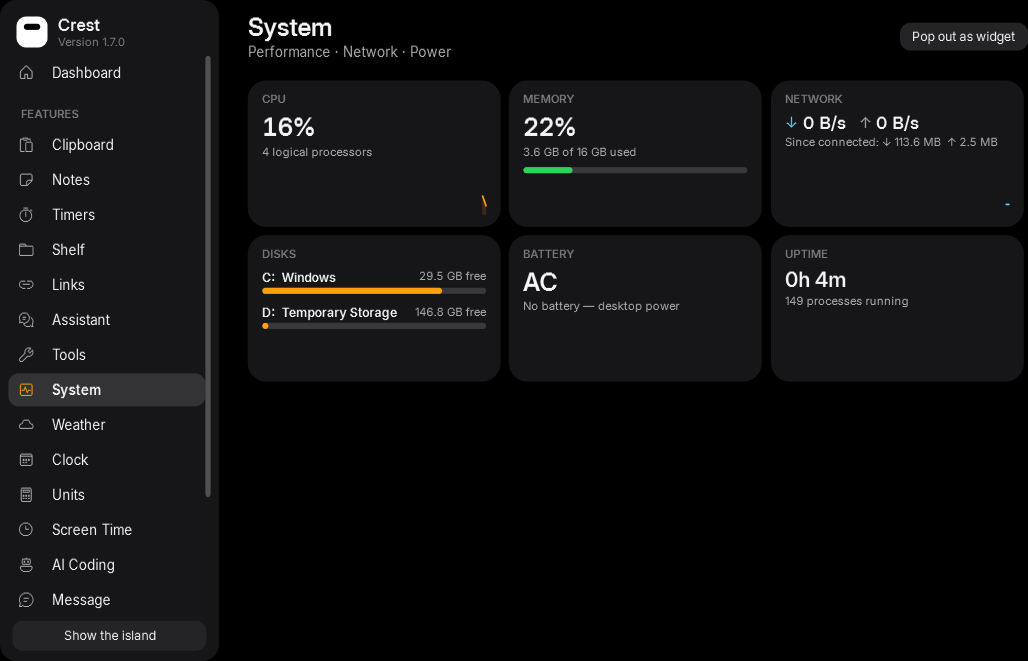 Crest
Version 1.7.0
Dashboard
FEATURES
Clipboard
Notes
Timers
Shelf
Links
Assistant
Tools
System
Weather
Clock
Units
Screen Time
AI Coding
Message
Show the island
System
Performance · Network · Power
Pop out as widget
CPU
16%
4 logical processors
MEMORY
22%
3.6 GB of 16 GB used
NETWORK
↓ 0 B/s ↑ 0 B/s
Since connected: ↓ 113.6 MB ↑ 2.5 MB
DISKS
C: Windows 29.5 GB free
D: Temporary Storage 146.8 GB free
BATTERY
AC
No battery — desktop power
UPTIME
0h 4m
149 processes running